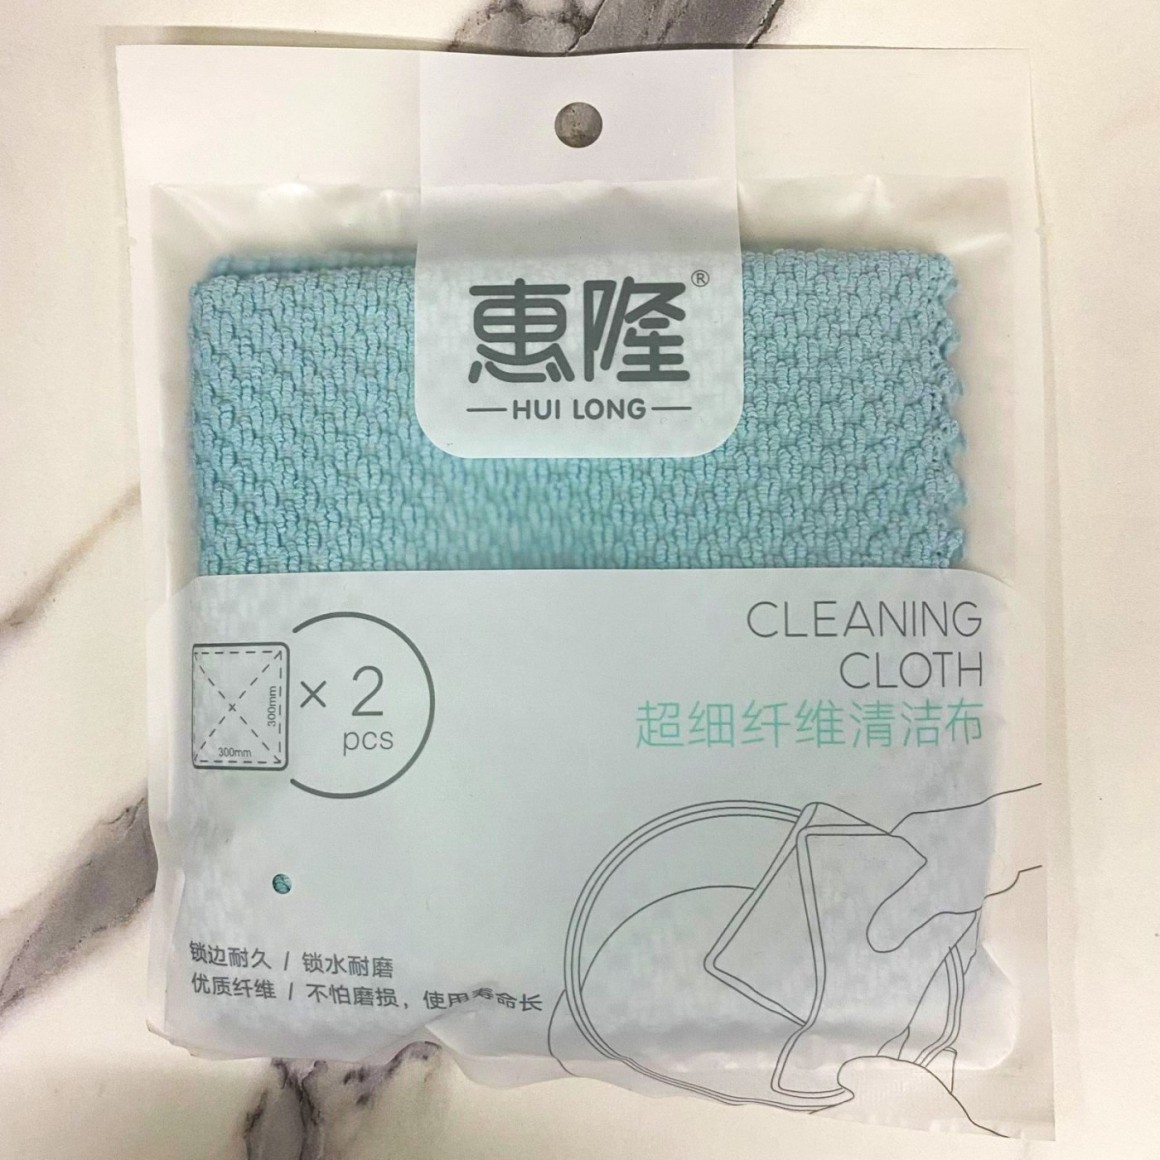 惠隆®
HUI LONG
CLEANING
CLOTH
超细纤维清洁布
300mm
300mm
× 2
pcs
锁边耐久 / 锁水耐磨
优质纤维 / 不怕磨损，使用寿命长